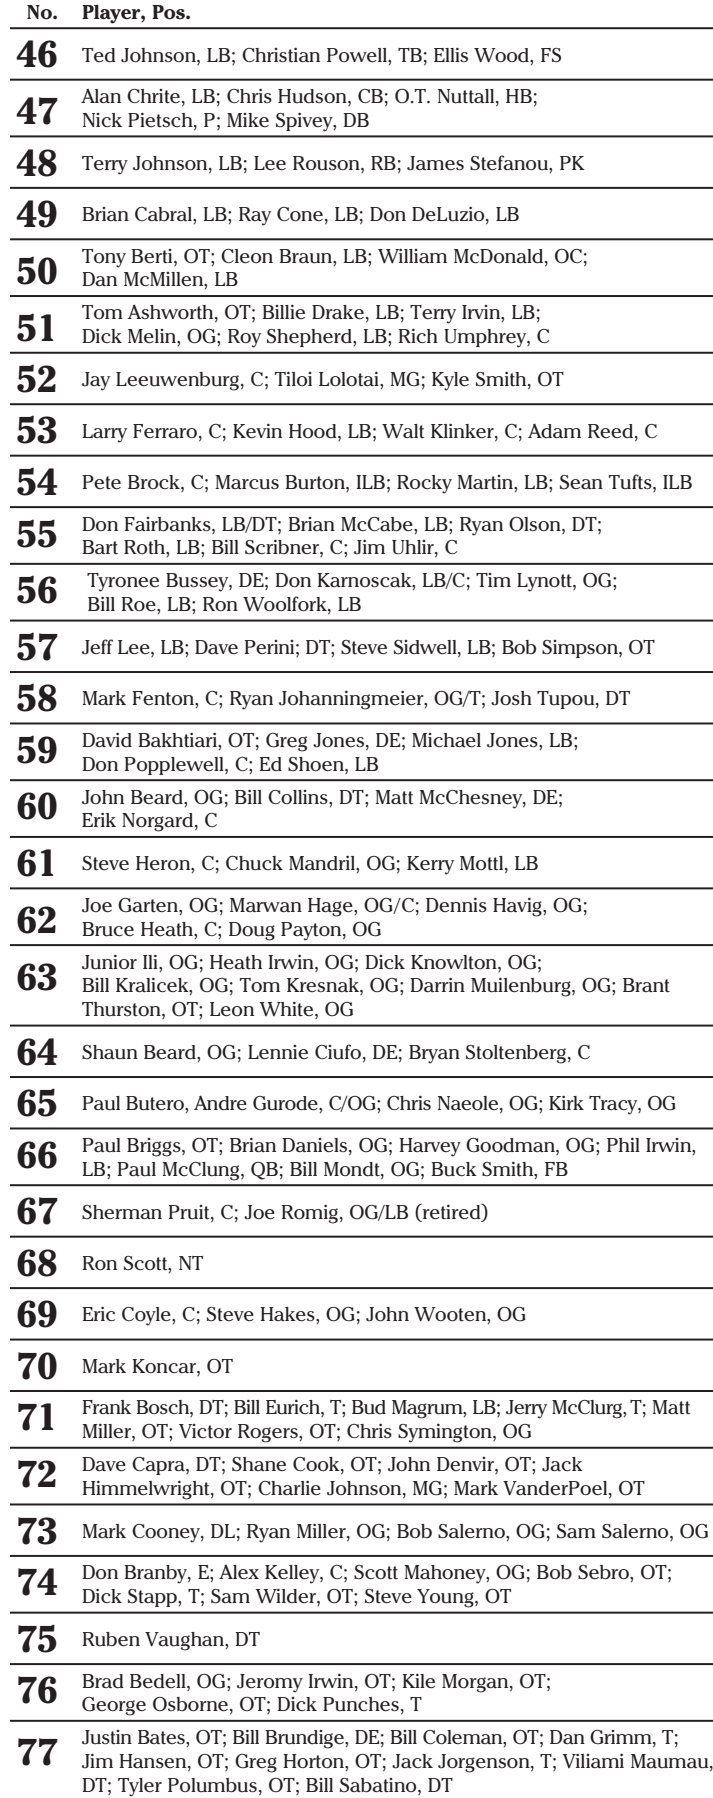 No. Player, Pos.
46 Ted Johnson, LB; Christian Powell, TB; Ellis Wood, FS
47 Alan Chrite, LB; Chris Hudson, CB; O.T. Nuttall, HB;
Nick Pietsch, P; Mike Spivey, DB
48 Terry Johnson, LB; Lee Rouson, RB; James Stefanou, PK
49 Brian Cabral, LB; Ray Cone, LB; Don DeLuzio, LB
50 Tony Berti, OT; Cleon Braun, LB; William McDonald, OC;
Dan McMillen, LB
51 Tom Ashworth, OT; Billie Drake, LB; Terry Irvin, LB;
Dick Melin, OG; Roy Shepherd, LB; Rich Umphrey, C
52 Jay Leeuwenburg, C; Tiloi Lolotai, MG; Kyle Smith, OT
53 Larry Ferraro, C; Kevin Hood, LB; Walt Klinker, C; Adam Reed, C
54 Pete Brock, C; Marcus Burton, ILB; Rocky Martin, LB; Sean Tufts, ILB
55 Don Fairbanks, LB/DT; Brian McCabe, LB; Ryan Olson, DT;
Bart Roth, LB; Bill Scribner, C; Jim Uhlir, C
56 Tyronee Bussey, DE; Don Karnoscak, LB/C; Tim Lynott, OG;
Bill Roe, LB; Ron Woolfork, LB
57 Jeff Lee, LB; Dave Perini; DT; Steve Sidwell, LB; Bob Simpson, OT
58 Mark Fenton, C; Ryan Johanningmeier, OG/T; Josh Tupou, DT
59 David Bakhtiari, OT; Greg Jones, DE; Michael Jones, LB;
Don Popplewell, C; Ed Shoen, LB
60 John Beard, OG; Bill Collins, DT; Matt McChesney, DE;
Erik Norgard, C
61 Steve Heron, C; Chuck Mandril, OG; Kerry Mottl, LB
62 Joe Garten, OG; Marwan Hage, OG/C; Dennis Havig, OG;
Bruce Heath, C; Doug Payton, OG
63 Junior Ili, OG; Heath Irwin, OG; Dick Knowlton, OG;
Bill Kralicek, OG; Tom Kresnak, OG; Darrin Muilenburg, OG; Brant
Thurston, OT; Leon White, OG
64 Shaun Beard, OG; Lennie Ciufo, DE; Bryan Stoltenberg, C
65 Paul Butero, Andre Gurode, C/OG; Chris Naeole, OG; Kirk Tracy, OG
66 Paul Briggs, OT; Brian Daniels, OG; Harvey Goodman, OG; Phil Irwin,
LB; Paul McClung, QB; Bill Mondt, OG; Buck Smith, FB
67 Sherman Pruit, C; Joe Romig, OG/LB (retired)
68 Ron Scott, NT
69 Eric Coyle, C; Steve Hakes, OG; John Wooten, OG
70 Mark Koncar, OT
71 Frank Bosch, DT; Bill Eurich, T; Bud Magrum, LB; Jerry McClurg, T; Matt
Miller, OT; Victor Rogers, OT; Chris Symington, OG
72 Dave Capra, DT; Shane Cook, OT; John Denvir, OT; Jack
Himmelwright, OT; Charlie Johnson, MG; Mark VanderPoel, OT
73 Mark Cooney, DL; Ryan Miller, OG; Bob Salerno, OG; Sam Salerno, OG
74 Don Branby, E; Alex Kelley, C; Scott Mahoney, OG; Bob Sebro, OT;
Dick Stapp, T; Sam Wilder, OT; Steve Young, OT
75 Ruben Vaughan, DT
76 Brad Bedell, OG; Jeromy Irwin, OT; Kile Morgan, OT;
George Osborne, OT; Dick Punches, T
77 Justin Bates, OT; Bill Brundige, DE; Bill Coleman, OT; Dan Grimm, T;
Jim Hansen, OT; Greg Horton, OT; Jack Jorgenson, T; Viliami Maumau,
DT; Tyler Polumbus, OT; Bill Sabatino, DT